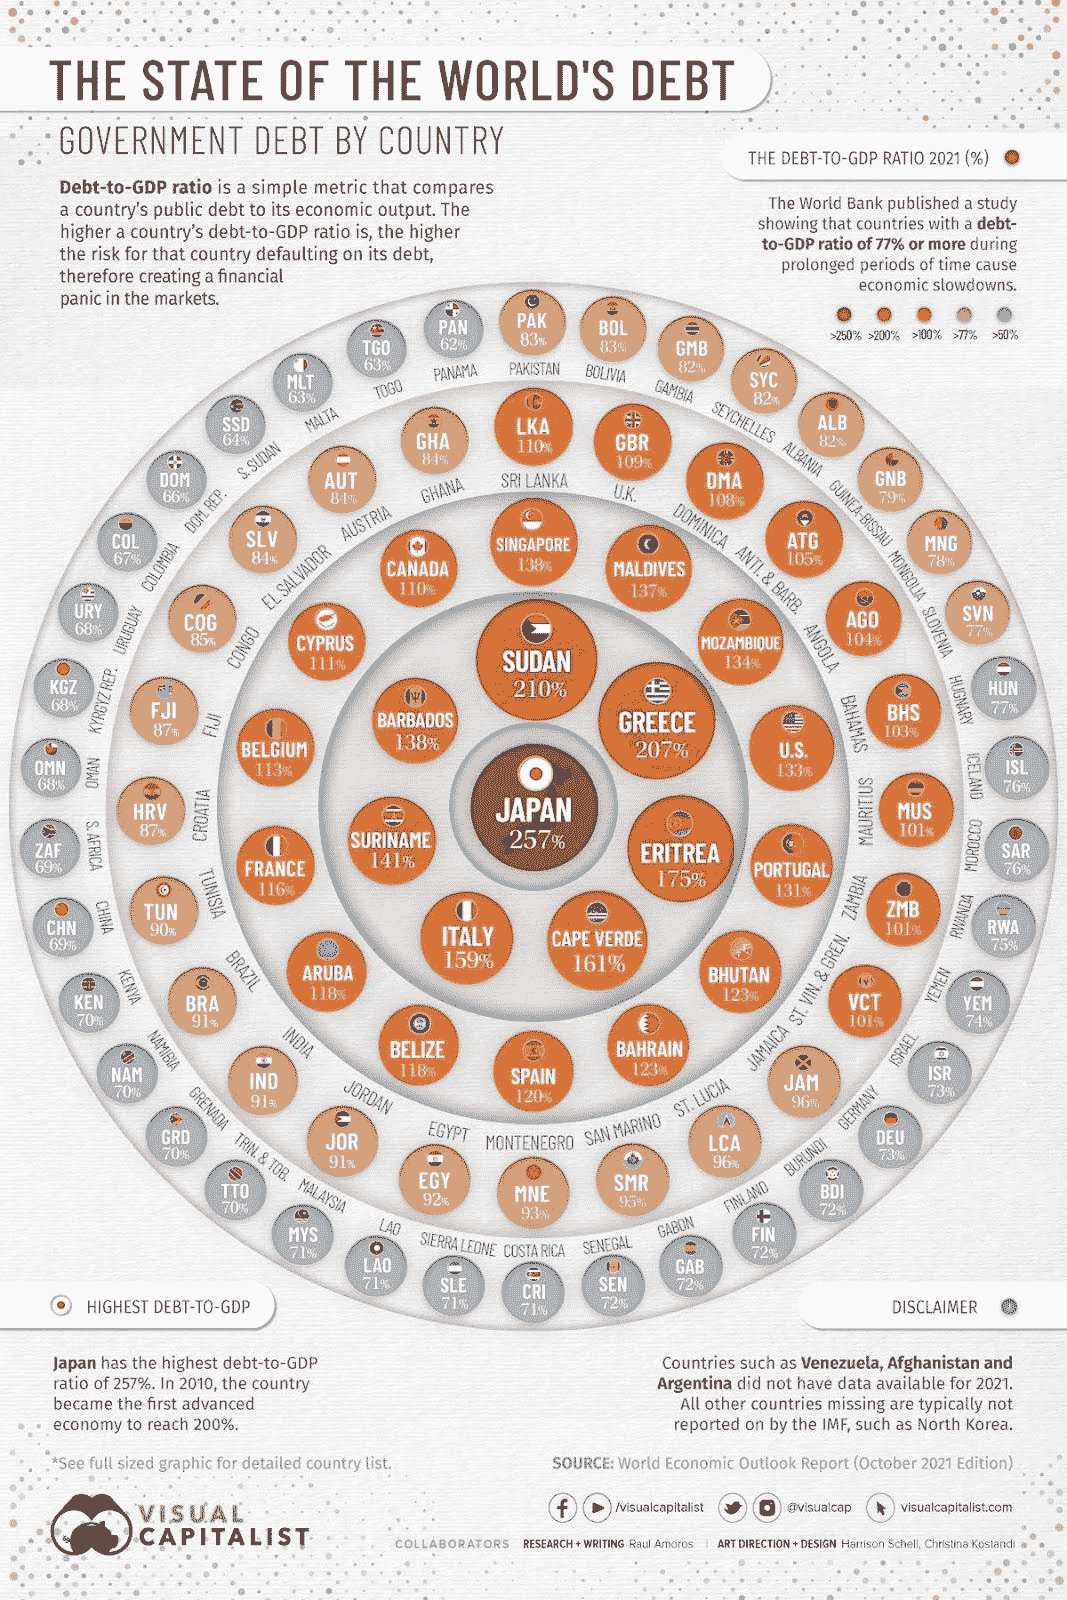 THE STATE OF THE WORLD'S DEBT
GOVERNMENT DEBT BY COUNTRY
Debt-to-GDP ratio is a simple metric that compares
a country's public debt to its economic output. The
higher a country's debt-to-GDP ratio is, the higher
the risk for that country defaulting on its debt,
therefore creating a financial
panic in the markets.
THE DEBT-TO-GDP RATIO 2021 (%)
The World Bank published a study
showing that countries with a debt-
to-GDP ratio of 77% or more during
prolonged periods of time cause
economic slowdowns.
>250% >200% >100% >77% >50%
JAPAN
257%
SUDAN
210%
GREECE
207%
ERITREA
175%
CAPE VERDE
161%
ITALY
159%
SURINAME
141%
BARBADOS
138%
SINGAPORE
138%
MALDIVES
137%
MOZAMBIQUE
134%
U.S.
133%
PORTUGAL
131%
BHUTAN
123%
BAHRAIN
123%
SPAIN
120%
BELIZE
118%
ARUBA
118%
FRANCE
116%
BELGIUM
113%
CYPRUS
111%
CANADA
110%
LKA
110%
SRI LANKA
GBR
109%
U.K.
DMA
108%
DOMINICA
ATG
105%
ANTI. & BARB.
AGO
104%
ANGOLA
BHS
103%
BAHAMAS
MUS
101%
MAURITIUS
ZMB
101%
ZAMBIA
VCT
101%
ST. VIN. & GREN.
JAM
96%
JAMAICA
LCA
96%
ST. LUCIA
SMR
95%
SAN MARINO
MNE
93%
MONTENEGRO
EGY
92%
EGYPT
JOR
91%
JORDAN
IND
91%
INDIA
BRA
91%
BRAZIL
TUN
90%
TUNISIA
HRV
87%
CROATIA
FJI
87%
FIJI
COG
85%
CONGO
SLV
84%
EL SALVADOR
AUT
84%
AUSTRIA
GHA
84%
GHANA
PAK
83%
PAKISTAN
BOL
83%
BOLIVIA
GMB
82%
GAMBIA
SYC
82%
SEYCHELLES
ALB
82%
ALBANIA
GNB
79%
GUINEA-BISSAU
MNG
78%
MONGOLIA
SVN
77%
SLOVENIA
HUN
77%
HUGNARY
ISL
76%
ICELAND
SAR
76%
MOROCCO
RWA
75%
RWANDA
YEM
74%
YEMEN
ISR
73%
ISRAEL
DEU
73%
GERMANY
BDI
72%
BURUNDI
FIN
72%
FINLAND
GAB
72%
GABON
SEN
72%
SENEGAL
CRI
71%
COSTA RICA
SLE
71%
SIERRA LEONE
LAO
71%
LAO
MYS
71%
MALAYSIA
TTO
70%
TRIN. & TOB.
GRD
70%
GRENADA
NAM
70%
NAMIBIA
KEN
70%
KENYA
CHN
69%
CHINA
ZAF
69%
S. AFRICA
OMN
68%
OMAN
KGZ
68%
KYRGYZ REP.
URY
68%
URUGUAY
COL
67%
COLOMBIA
DOM
66%
DOM. REP.
SSD
64%
S. SUDAN
MLT
63%
MALTA
TGO
63%
TOGO
PAN
62%
PANAMA
HIGHEST DEBT-TO-GDP
Japan has the highest debt-to-GDP
ratio of 257%. In 2010, the country
became the first advanced
economy to reach 200%.
*See full sized graphic for detailed country list.
DISCLAIMER
Countries such as Venezuela, Afghanistan and
Argentina did not have data available for 2021.
All other countries missing are typically not
reported on by the IMF, such as North Korea.
SOURCE: World Economic Outlook Report (October 2021 Edition)
VISUAL
CAPITALIST
/visualcapitalist @visualcap visualcapitalist.com
COLLABORATORS RESEARCH + WRITING Raul Amoros | ART DIRECTION + DESIGN Harrison Schell, Christina Kostandi